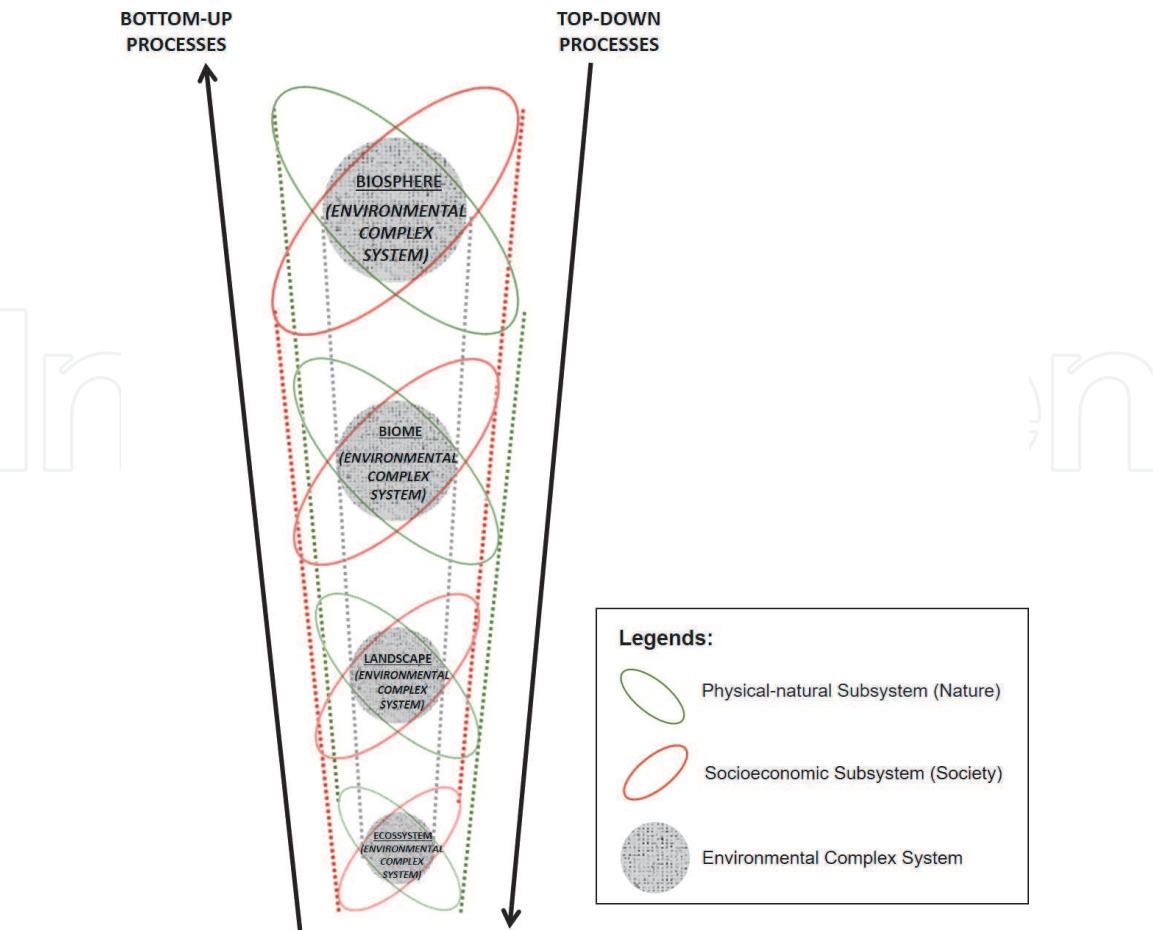 BOTTOM-UP
PROCESSES
TOP-DOWN
PROCESSES
BIOSPHERE
(ENVIRONMENTAL
COMPLEX
SYSTEM)
BIOME
(ENVIRONMENTAL
COMPLEX
SYSTEM)
LANDSCAPE
(ENVIRONMENTAL
COMPLEX
SYSTEM)
ECOSSYSTEM
(ENVIRONMENTAL
COMPLEX
SYSTEM)
Legends:
Physical-natural Subsystem (Nature)
Socioeconomic Subsystem (Society)
Environmental Complex System